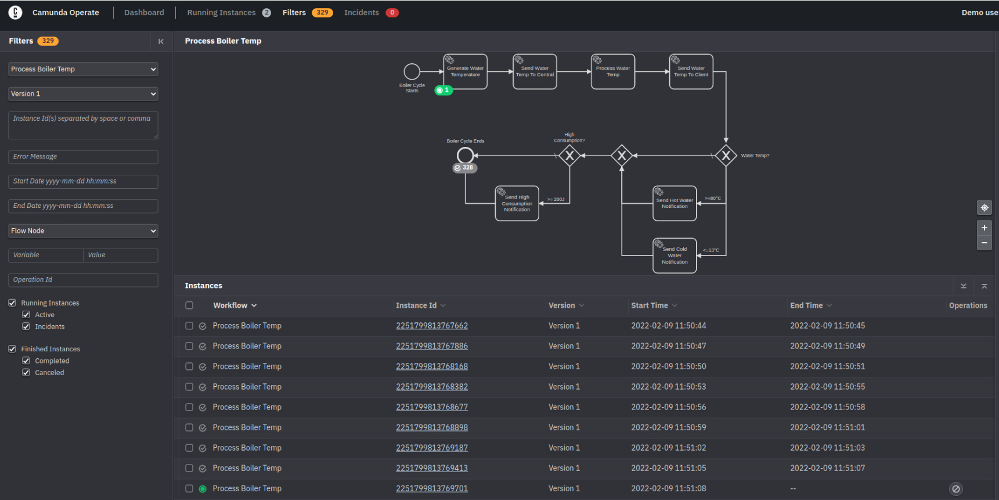 Camunda Operate Dashboard Running Instances 2 Filters 329 Incidents 0 Demo use
Filters 329
Process Boiler Temp
Version 1
Instance Id(s) separated by space or comma
Error Message
Start Date yyyy-mm-dd hh:mm:ss
End Date yyyy-mm-dd hh:mm:ss
Flow Node
Variable Value
Operation Id
Running Instances
Active
Incidents
Finished Instances
Completed
Canceled
Process Boiler Temp
Boiler Cycle
Starts
Generate Water
Temperature
1
Send Water
Temp To Central
Process Water
Temp
Send Water
Temp To Client
Boiler Cycle Ends
328
High
Consumption?
X
X
X
Water Temp?
Send High
Consumption
Notification
>= 200J
Send Hot Water
Notification
>=80°C
Send Cold
Water
Notification
<=13°C
+
−
Instances
Workflow Instance Id Version Start Time End Time Operations
Process Boiler Temp 2251799813767662 Version 1 2022-02-09 11:50:44 2022-02-09 11:50:45
Process Boiler Temp 2251799813767886 Version 1 2022-02-09 11:50:47 2022-02-09 11:50:49
Process Boiler Temp 2251799813768168 Version 1 2022-02-09 11:50:50 2022-02-09 11:50:51
Process Boiler Temp 2251799813768382 Version 1 2022-02-09 11:50:53 2022-02-09 11:50:55
Process Boiler Temp 2251799813768677 Version 1 2022-02-09 11:50:56 2022-02-09 11:50:58
Process Boiler Temp 2251799813768898 Version 1 2022-02-09 11:50:59 2022-02-09 11:51:01
Process Boiler Temp 2251799813769187 Version 1 2022-02-09 11:51:02 2022-02-09 11:51:03
Process Boiler Temp 2251799813769413 Version 1 2022-02-09 11:51:05 2022-02-09 11:51:07
Process Boiler Temp 2251799813769701 Version 1 2022-02-09 11:51:08 --